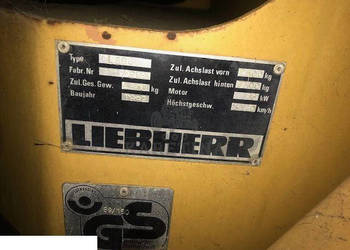 Type
Fabr. Nr
Zul. Ges. Gew. kg
Baujahr
Zul. Achslast vorn kg
Zul. Achslast hinten kg
Motor kW
Höchstgeschw. km/h
LIEBHERR
GS